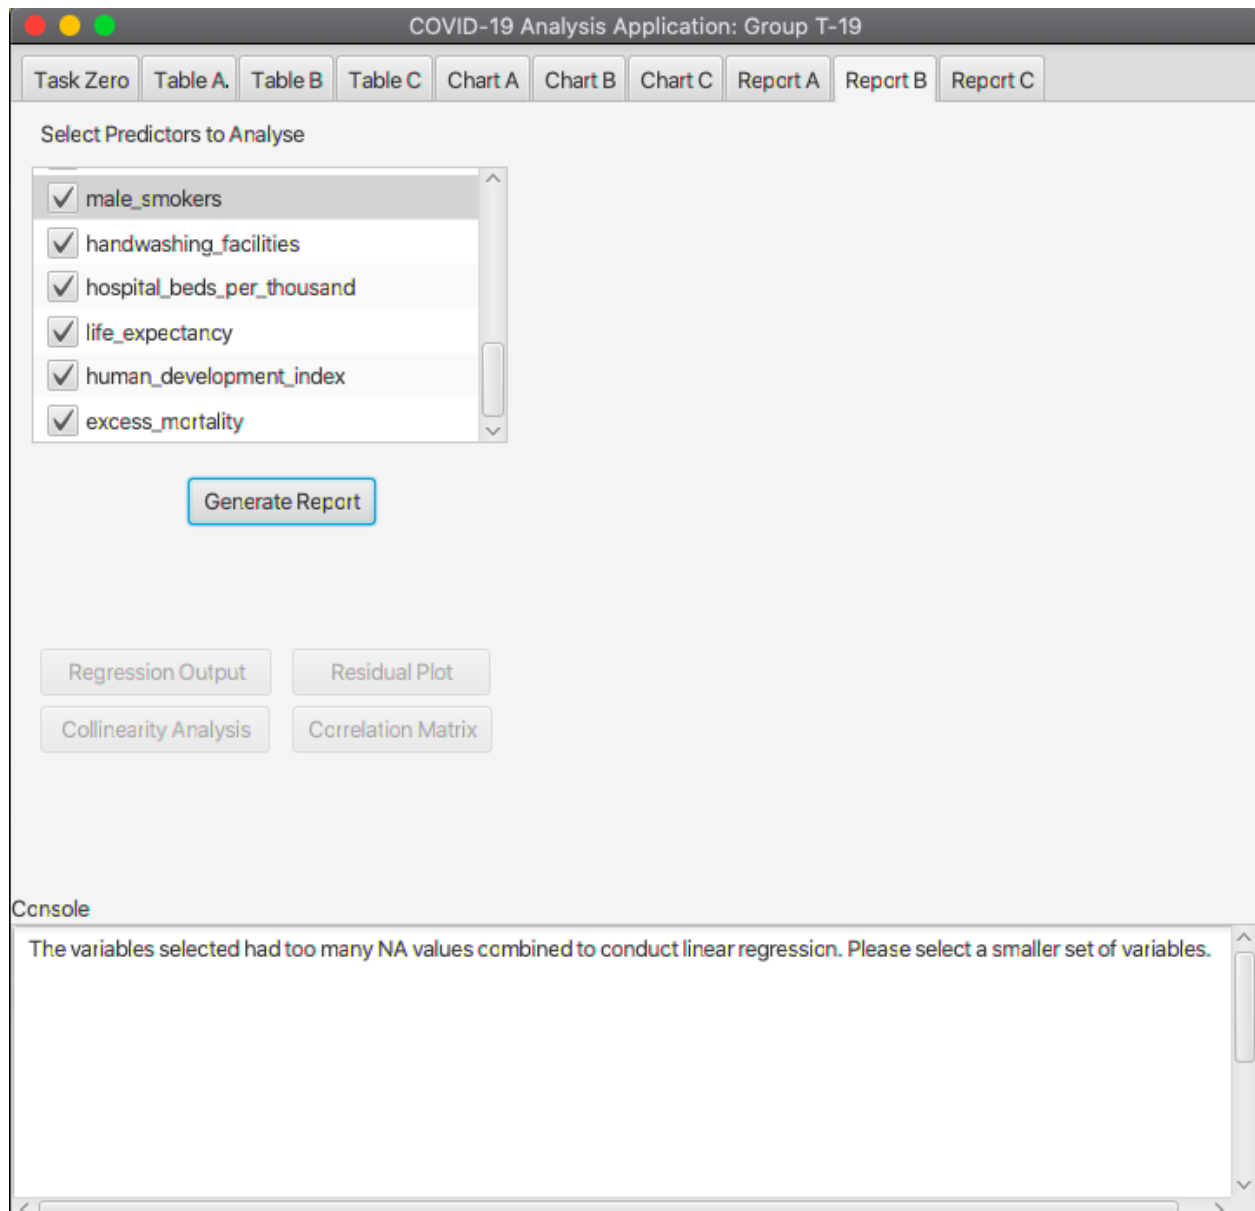 COVID-19 Analysis Application: Group T-19
Task Zero Table A. Table B Table C Chart A Chart B Chart C Report A Report B Report C
Select Predictors to Analyse
male_smokers
handwashing_facilities
hospital_beds_per_thousand
life_expectancy
human_development_index
excess_mortality
Generate Report
Regression Output Residual Plot
Collinearity Analysis Correlation Matrix
Console
The variables selected had too many NA values combined to conduct linear regression. Please select a smaller set of variables.